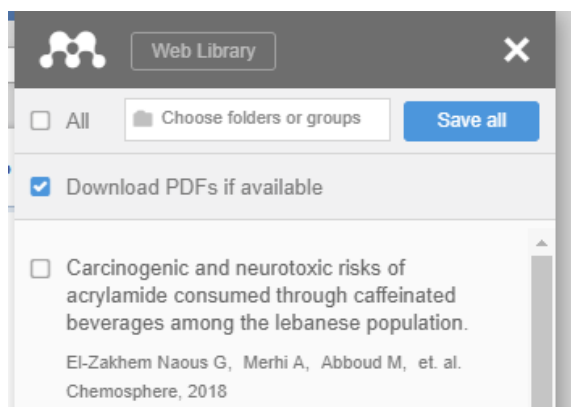 Web Library
All
Choose folders or groups
Save all
Download PDFs if available
Carcinogenic and neurotoxic risks of
acrylamide consumed through caffeinated
beverages among the lebanese population.
El-Zakhem Naous G, Merhi A, Abboud M, et. al.
Chemosphere, 2018